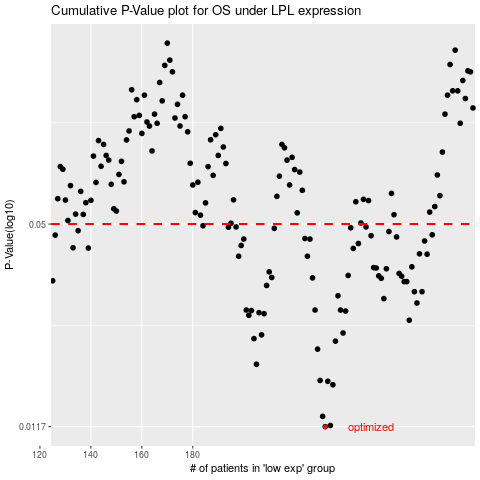 Cumulative P-Value plot for OS under LPL expression
P-Value(log10)
0.05
0.0117
optimized
120
140
160
180
# of patients in 'low exp' group